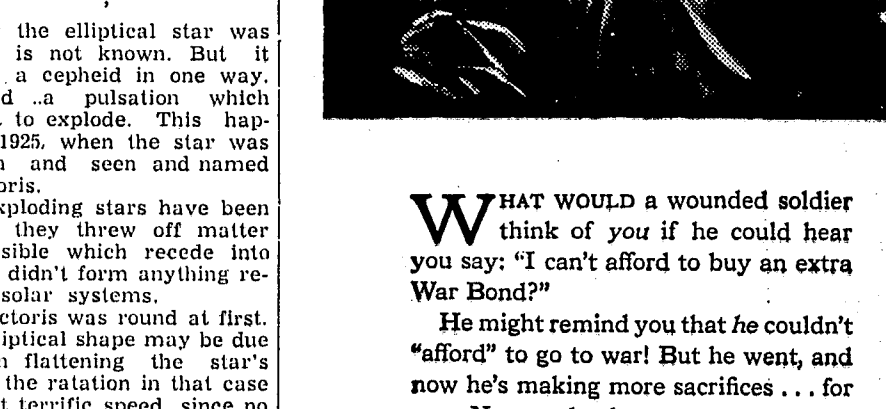 the elliptical star was
is not known. But it
a cepheid in one way.
..a pulsation which
to explode. This hap-
1925, when the star was
and seen and named
oris.
xploding stars have been
they threw off matter
sible which recede into
didn't form anything re-
solar systems.
ctoris was round at first.
iptical shape may be due
flattening the star's
the ratation in that case
t terrific speed, since no
WHAT WOULD a wounded soldier
think of you if he could hear
you say: "I can't afford to buy an extra
War Bond?"
He might remind you that he couldn't
"afford" to go to war! But he went, and
now he's making more sacrifices . . . for